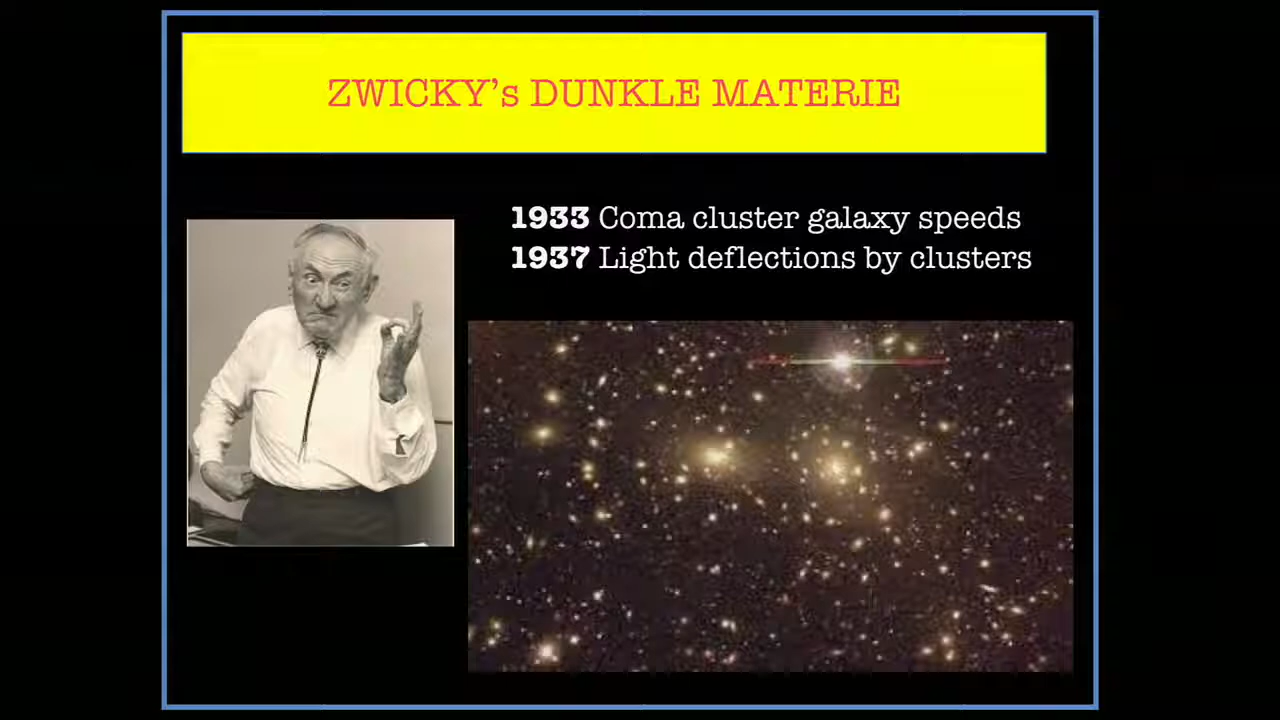 ZWICKY’s DUNKLE MATERIE
1933 Coma cluster galaxy speeds
1937 Light deflections by clusters